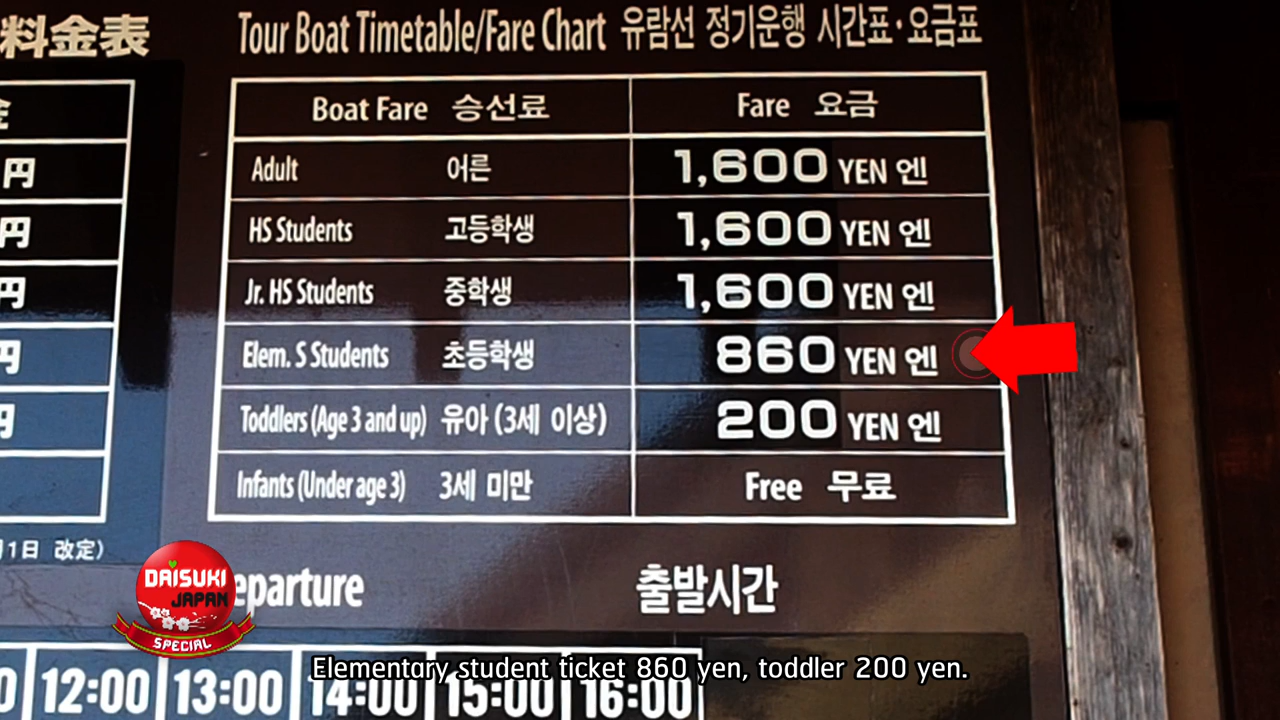 料金表
Tour Boat Timetable/Fare Chart 유람선 정기운행 시간표·요금표
Boat Fare 승선료 Fare 요금
円 Adult 어른 1,600 YEN 엔
円 HS Students 고등학생 1,600 YEN 엔
円 Jr. HS Students 중학생 1,600 YEN 엔
円 Elem. S Students 초등학생 860 YEN 엔
円 Toddlers (Age 3 and up) 유아 (3세 이상) 200 YEN 엔
Infants (Under age 3) 3세 미만 Free 무료
1日 改定)
DAISUKI
JAPAN
SPECIAL
eparture 출발시간
0 12:00 13:00 14:00 15:00 16:00
Elementary student ticket 860 yen, toddler 200 yen.